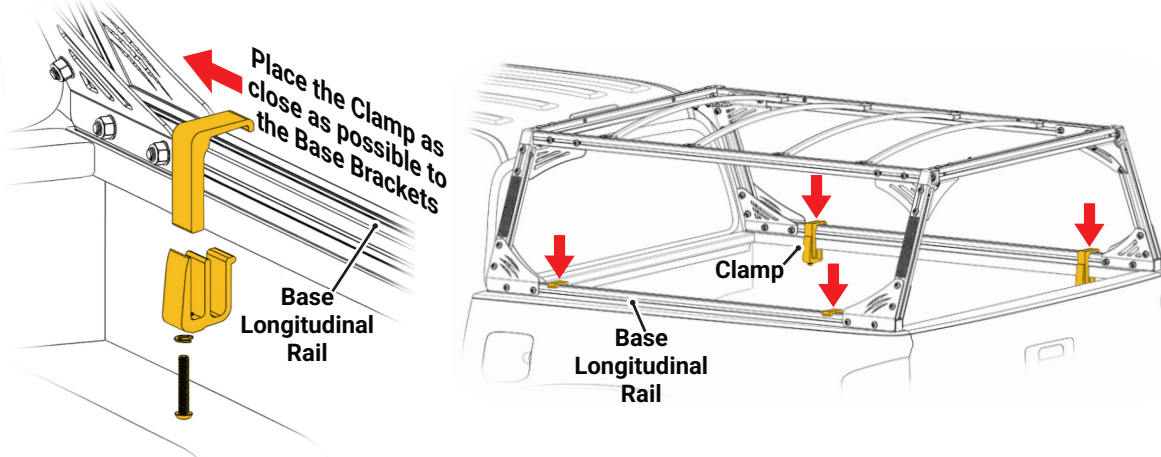 Place the Clamp as
close as possible to
the Base Brackets
Base
Longitudinal
Rail
Clamp
Base
Longitudinal
Rail